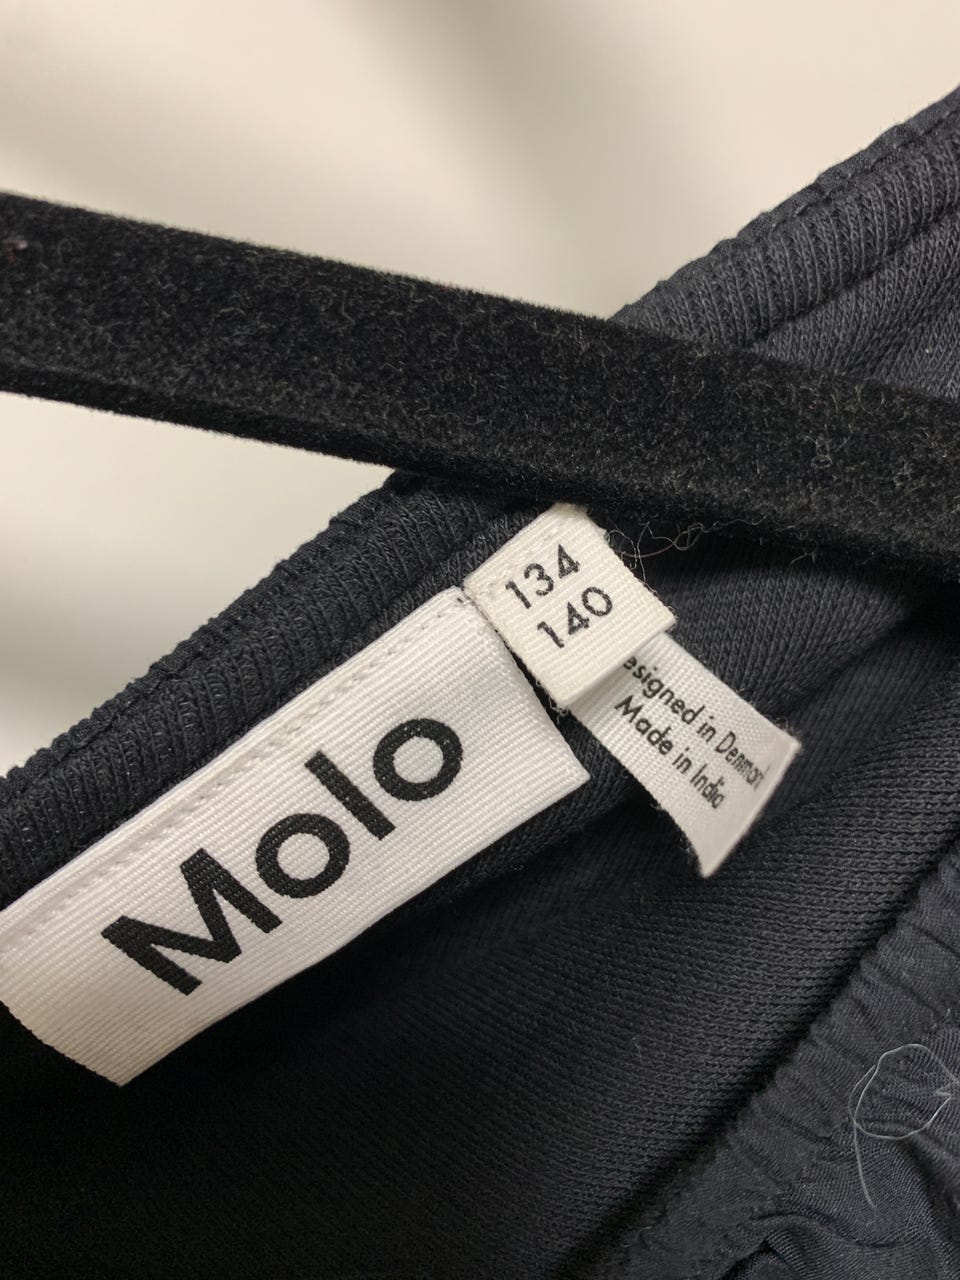 Molo
134
140
esigned in Denmar
Made in India